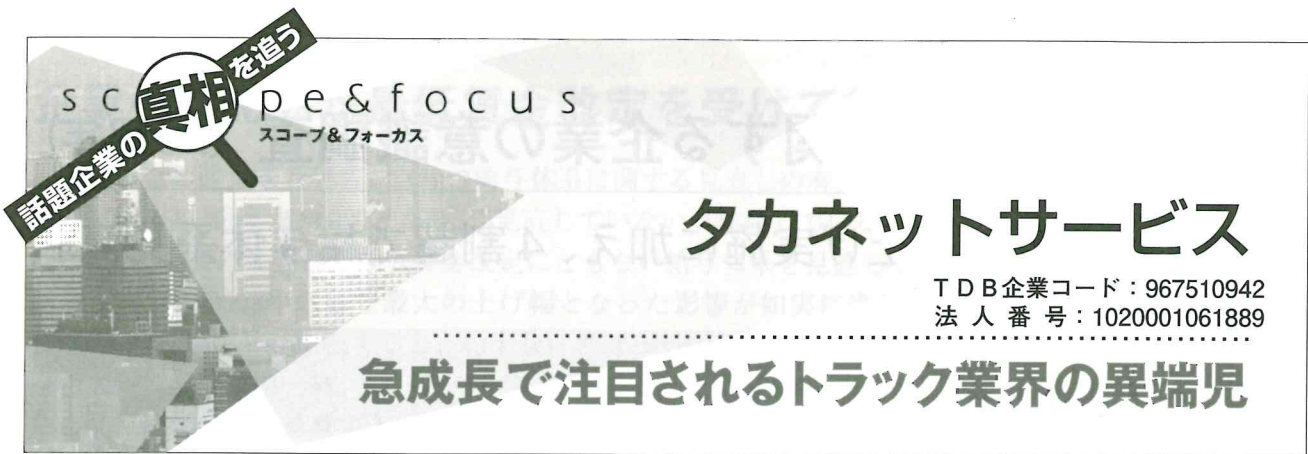 話題企業の真相を追う
scope&focus
スコープ&フォーカス
タカネットサービス
TDB企業コード:967510942
法人番号:1020001061889
急成長で注目されるトラック業界の異端児